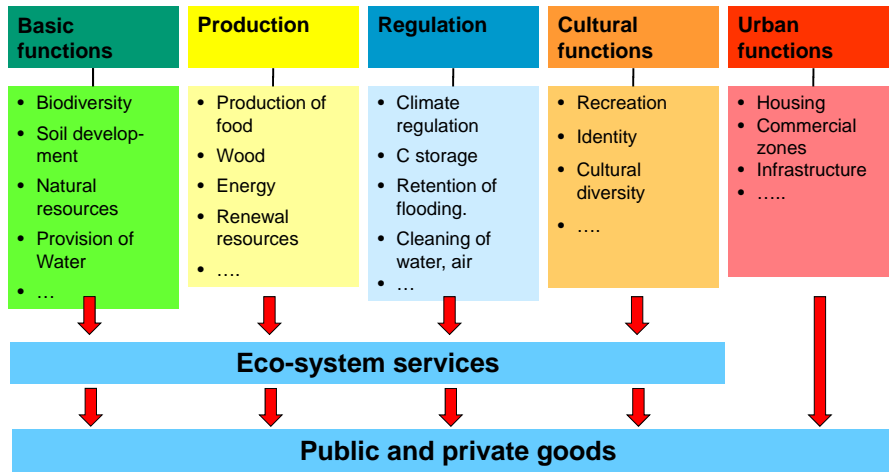 Basic
functions
• Biodiversity
• Soil develop-
ment
• Natural
resources
• Provision of
Water
• …
Production
• Production of
food
• Wood
• Energy
• Renewal
resources
• ….
Regulation
• Climate
regulation
• C storage
• Retention of
flooding.
• Cleaning of
water, air
• …
Cultural
functions
• Recreation
• Identity
• Cultural
diversity
• ….
Urban
functions
• Housing
• Commercial
zones
• Infrastructure
• …..
Eco-system services
Public and private goods